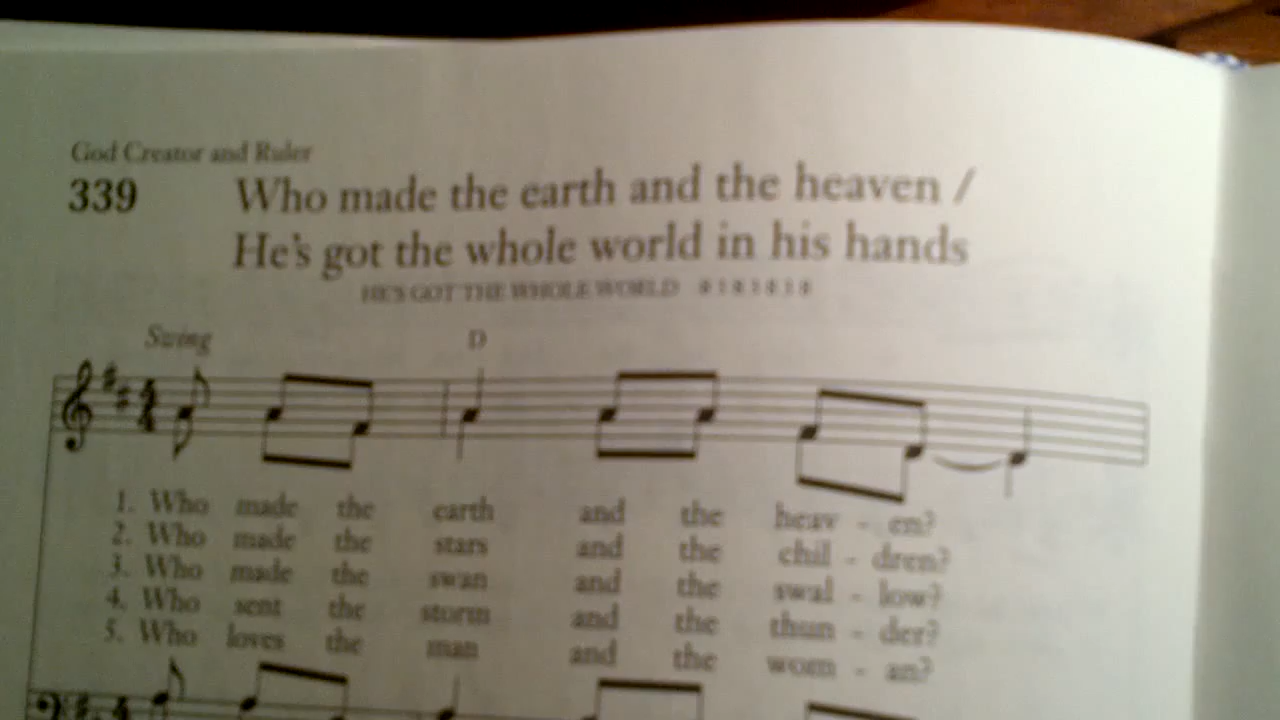 God Creator and Ruler
339 Who made the earth and the heaven /
He's got the whole world in his hands
HE'S GOT THE WHOLE WORLD
Swing D
1. Who made the earth and the heav - en?
2. Who made the stars and the chil - dren?
3. Who made the swan and the swal - low?
4. Who sent the storm and the thun - der?
5. Who loves the man and the wom - an?